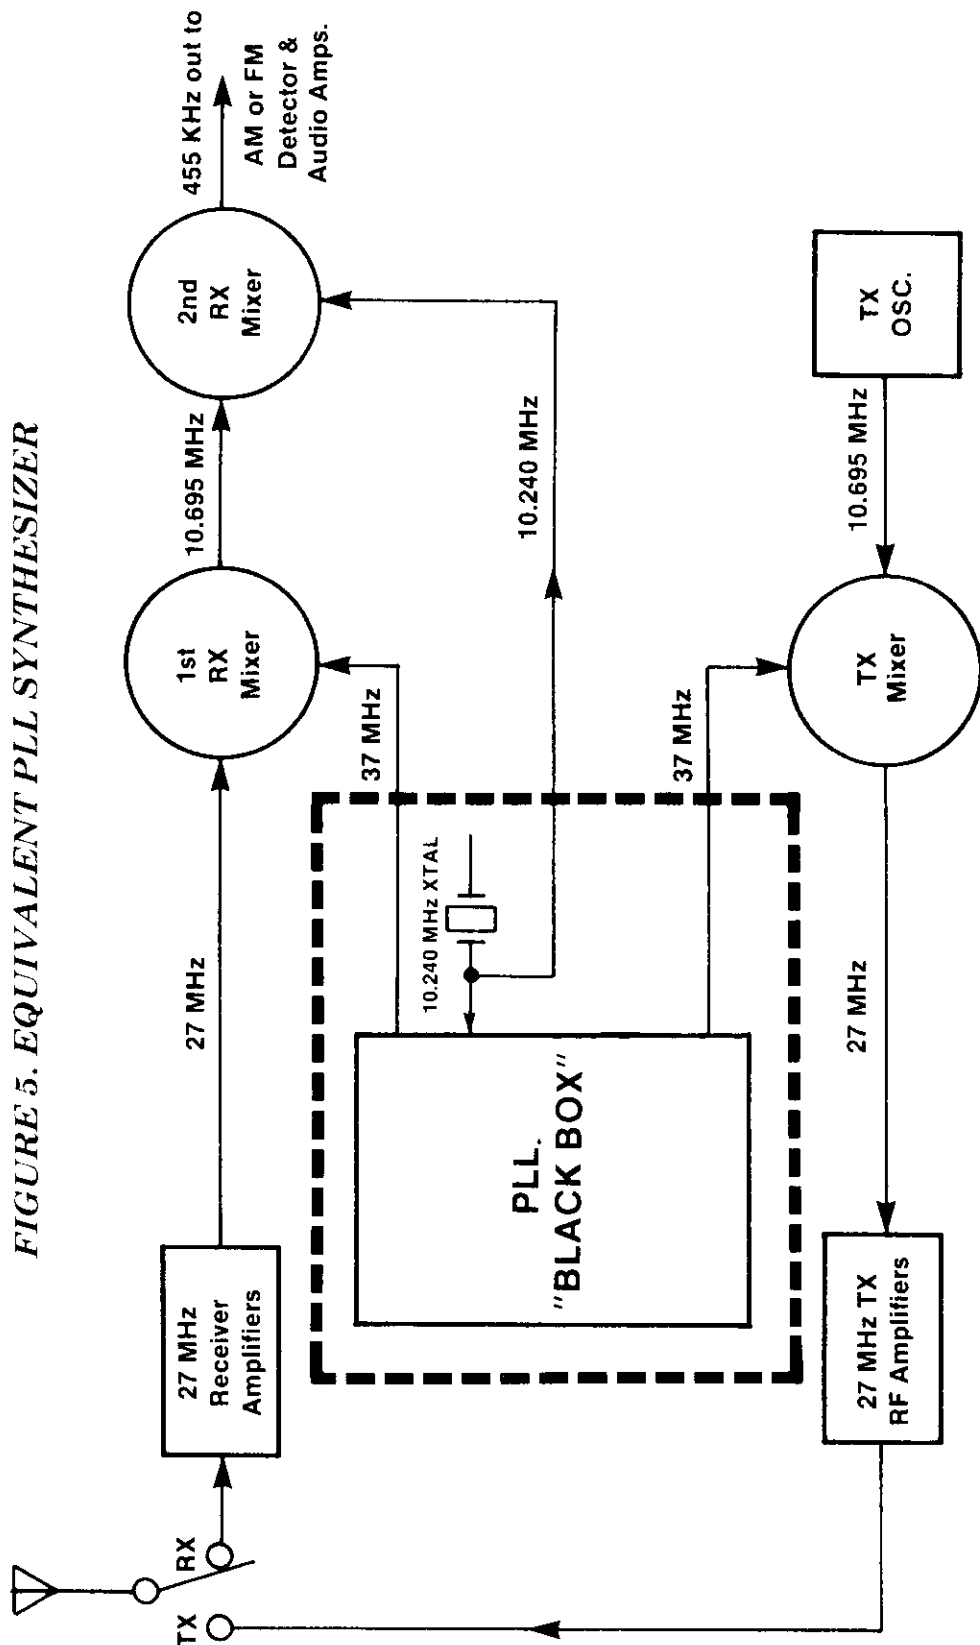 FIGURE 5. EQUIVALENT PLL SYNTHESIZER
TX
RX
27 MHz
Receiver
Amplifiers
27 MHz
1st
RX
Mixer
10.695 MHz
2nd
RX
Mixer
455 KHz out to
AM or FM
Detector &
Audio Amps.
37 MHz
10.240 MHz XTAL
10.240 MHz
PLL.
"BLACK BOX"
37 MHz
27 MHz TX
RF Amplifiers
27 MHz
TX
Mixer
10.695 MHz
TX
OSC.